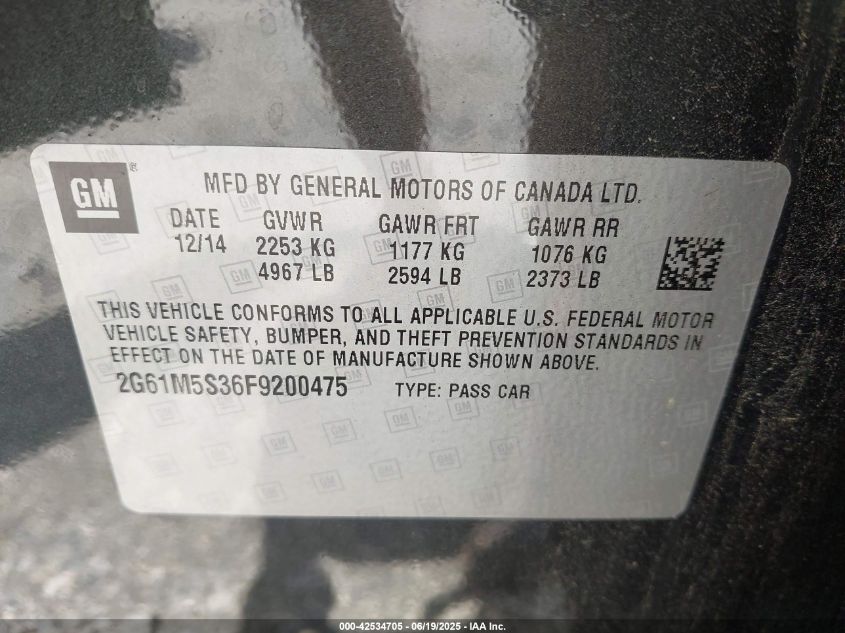 GM®
MFD BY GENERAL MOTORS OF CANADA LTD.
DATE GVWR GAWR FRT GAWR RR
12/14 2253 KG 1177 KG 1076 KG
4967 LB 2594 LB 2373 LB
THIS VEHICLE CONFORMS TO ALL APPLICABLE U.S. FEDERAL MOTOR
VEHICLE SAFETY, BUMPER, AND THEFT PREVENTION STANDARDS IN
EFFECT ON THE DATE OF MANUFACTURE SHOWN ABOVE.
2G61M5S36F9200475 TYPE: PASS CAR
000-42534705 - 06/19/2025 - IAA Inc.